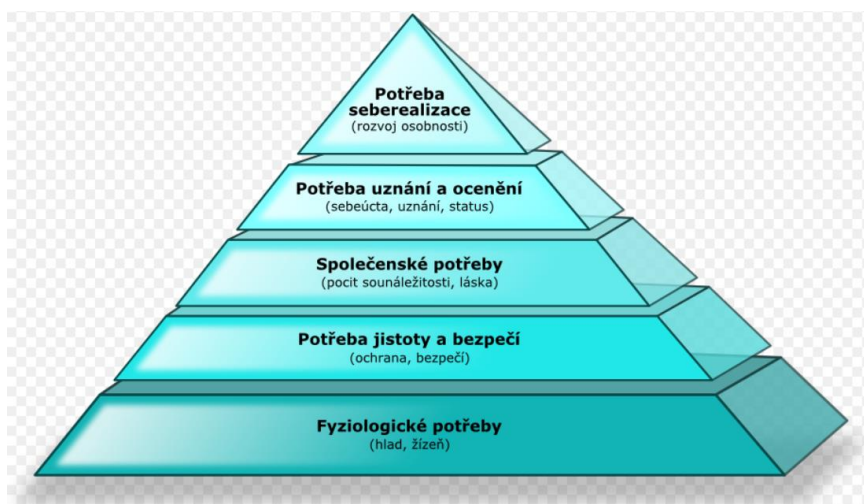 Potřeba
seberealizace
(rozvoj osobnosti)
Potřeba uznání a ocenění
(sebeúcta, uznání, status)
Společenské potřeby
(pocit sounáležitosti, láska)
Potřeba jistoty a bezpečí
(ochrana, bezpečí)
Fyziologické potřeby
(hlad, žízeň)